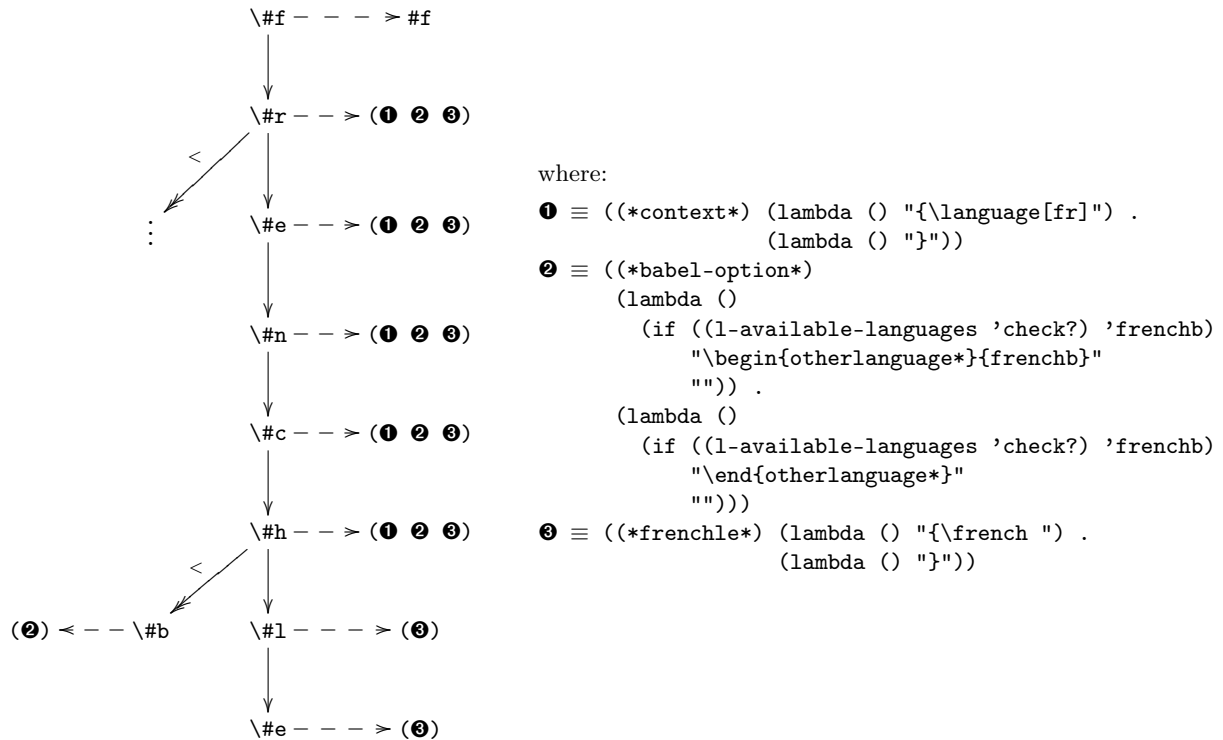 \#f #f
\#r (❶ ❷ ❸)
<
⋮
\#e (❶ ❷ ❸)
\#n (❶ ❷ ❸)
\#c (❶ ❷ ❸)
\#h (❶ ❷ ❸)
<
(❷) \#b \#l (❸)
\#e (❸)
where:
❶ ≡ ((*context*) (lambda () "{\language[fr]") .
(lambda () "}"))
❷ ≡ ((*babel-option*)
(lambda ()
(if ((l-available-languages ’check?) ’frenchb)
"\begin{otherlanguage*}{frenchb}"
"")) .
(lambda ()
(if ((l-available-languages ’check?) ’frenchb)
"\end{otherlanguage*}"
"")))
❸ ≡ ((*frenchle*) (lambda () "{\french ") .
(lambda () "}"))